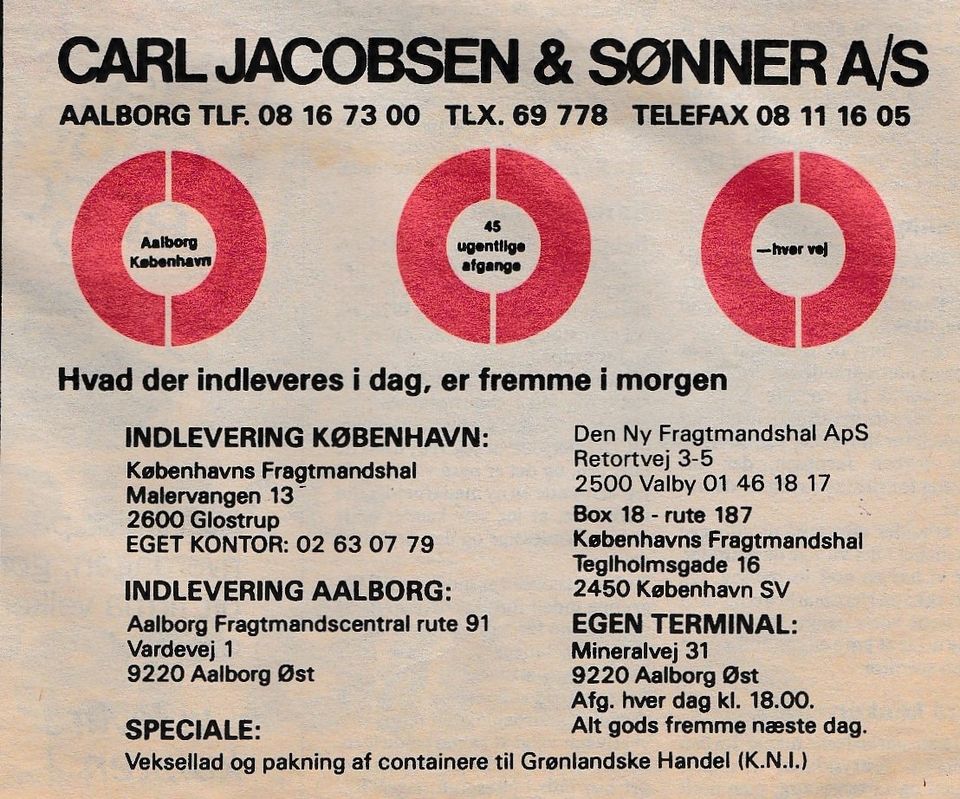 CARL JACOBSEN & SØNNER A/S
AALBORG TLF. 08 16 73 00 TLX. 69 778 TELEFAX 08 11 16 05
Aalborg
København
45
ugentlige
afgange
—hver vej
Hvad der indleveres i dag, er fremme i morgen
INDLEVERING KØBENHAVN:
Københavns Fragtmandshal
Malervangen 13
2600 Glostrup
EGET KONTOR: 02 63 07 79
INDLEVERING AALBORG:
Aalborg Fragtmandscentral rute 91
Vardevej 1
9220 Aalborg Øst
Den Ny Fragtmandshal ApS
Retortvej 3-5
2500 Valby 01 46 18 17
Box 18 - rute 187
Københavns Fragtmandshal
Teglholmsgade 16
2450 København SV
EGEN TERMINAL:
Mineralvej 31
9220 Aalborg Øst
Afg. hver dag kl. 18.00.
Alt gods fremme næste dag.
SPECIALE:
Veksellad og pakning af containere til Grønlandske Handel (K.N.I.)